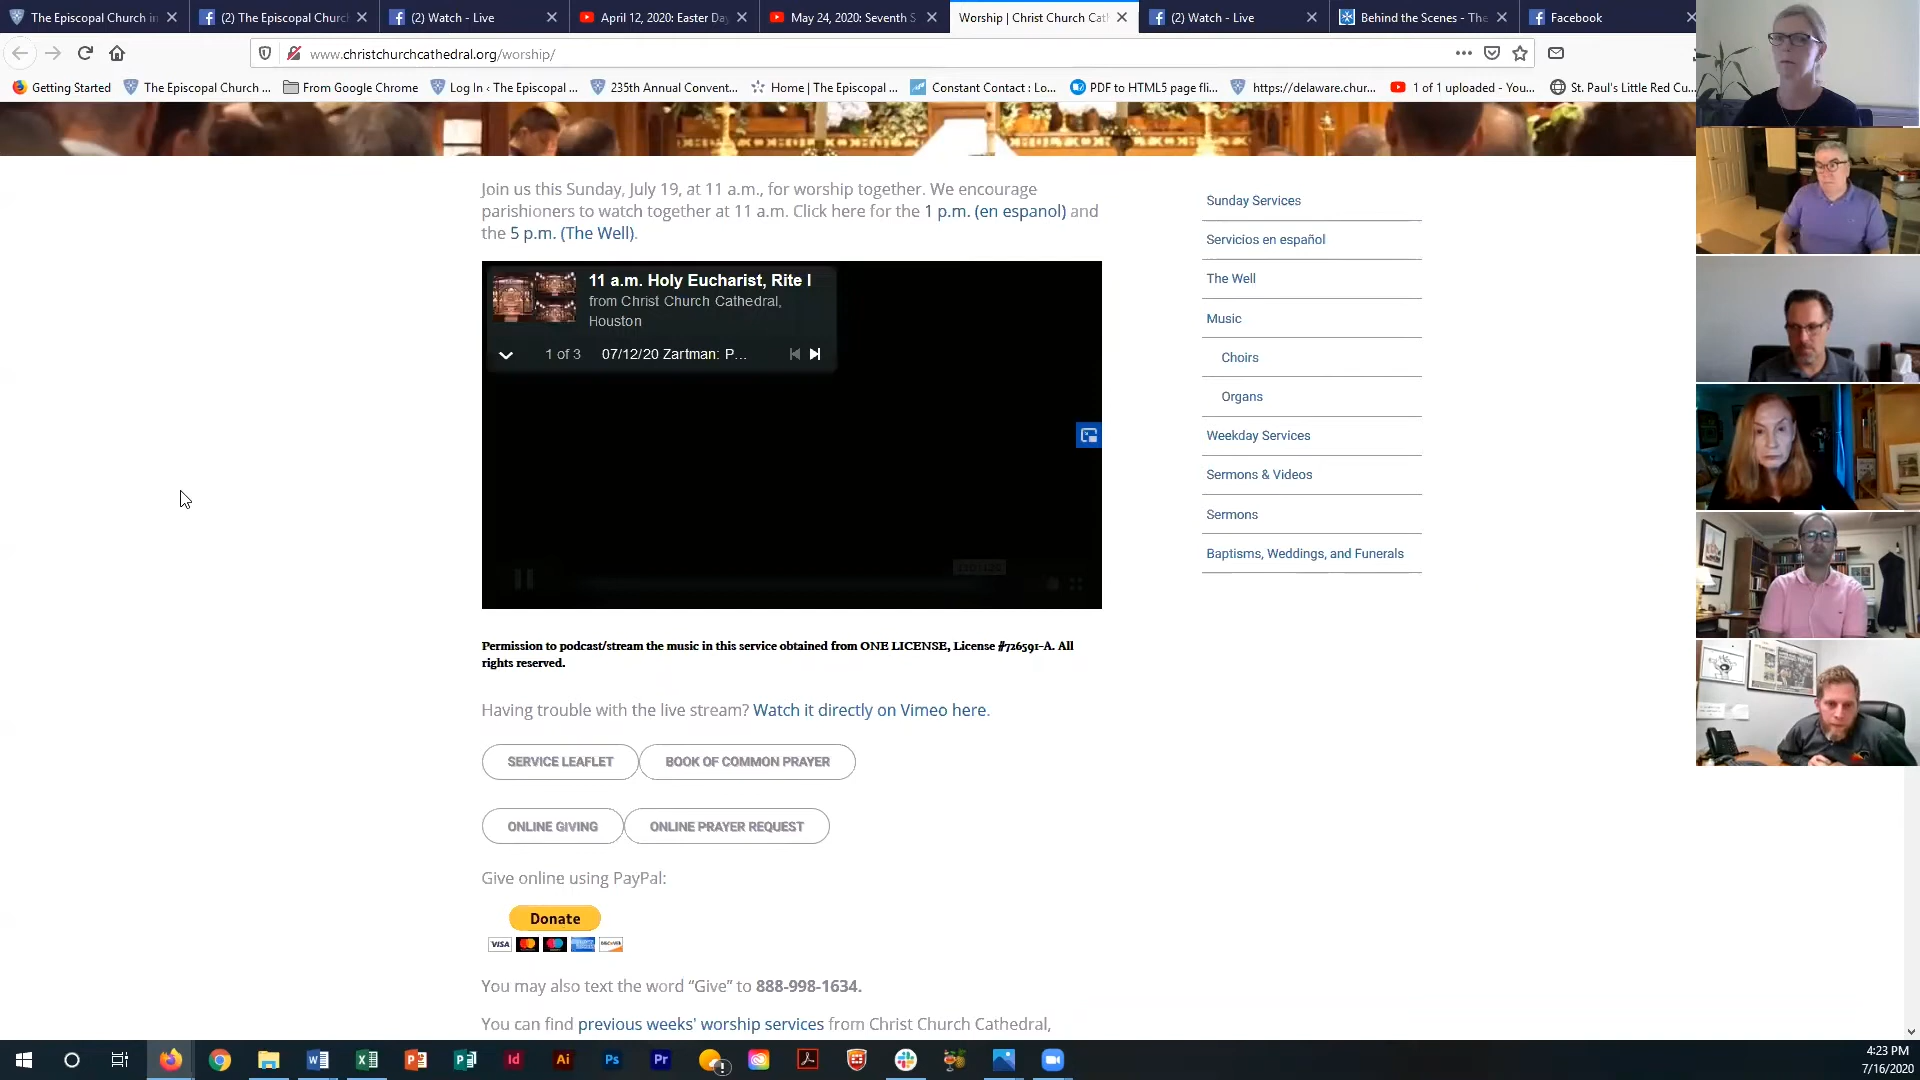 The Episcopal Church in
(2) The Episcopal Church
(2) Watch - Live
April 12, 2020: Easter Da
May 24, 2020: Seventh S
Worship | Christ Church Cat
(2) Watch - Live
Behind the Scenes - The
Facebook
www.christchurchcathedral.org/worship/
Getting Started
The Episcopal Church ...
From Google Chrome
Log In ‹ The Episcopal ...
235th Annual Convent...
Home | The Episcopal ...
Constant Contact : Lo...
PDF to HTML5 page fli...
https://delaware.chur...
1 of 1 uploaded - You...
St. Paul's Little Red Cu...
Join us this Sunday, July 19, at 11 a.m., for worship together. We encourage
parishioners to watch together at 11 a.m. Click here for the 1 p.m. (en espanol) and
the 5 p.m. (The Well).
11 a.m. Holy Eucharist, Rite I
from Christ Church Cathedral,
Houston
1 of 3 07/12/20 Zartman: P...
Permission to podcast/stream the music in this service obtained from ONE LICENSE, License #726591-A. All
rights reserved.
Having trouble with the live stream? Watch it directly on Vimeo here.
SERVICE LEAFLET
BOOK OF COMMON PRAYER
ONLINE GIVING
ONLINE PRAYER REQUEST
Give online using PayPal:
Donate
VISA
DISCOVER
You may also text the word “Give” to 888-998-1634.
You can find previous weeks' worship services from Christ Church Cathedral,
Sunday Services
Servicios en español
The Well
Music
Choirs
Organs
Weekday Services
Sermons & Videos
Sermons
Baptisms, Weddings, and Funerals
Id
Ai
Ps
Pr
4:23 PM
7/16/2020